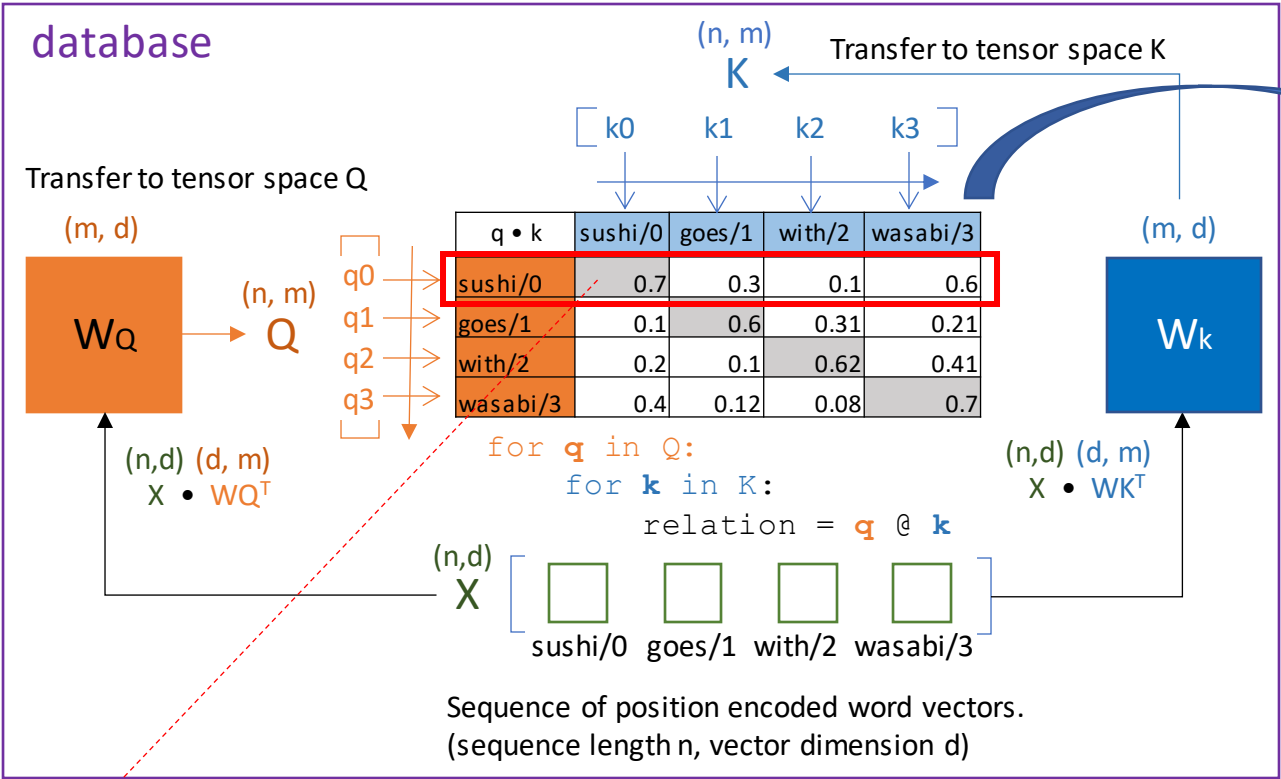 database
(n, m)
K
Transfer to tensor space K
k0 k1 k2 k3
Transfer to tensor space Q
(m, d)
WQ
(n, m)
Q
q0
q1
q2
q3
q • k sushi/0 goes/1 with/2 wasabi/3
sushi/0 0.7 0.3 0.1 0.6
goes/1 0.1 0.6 0.31 0.21
with/2 0.2 0.1 0.62 0.41
wasabi/3 0.4 0.12 0.08 0.7
(m, d)
Wk
(n,d) (d, m)
X • WQᵀ
for q in Q:
for k in K:
relation = q @ k
(n,d) (d, m)
X • WKᵀ
(n,d)
X
sushi/0 goes/1 with/2 wasabi/3
Sequence of position encoded word vectors.
(sequence length n, vector dimension d)